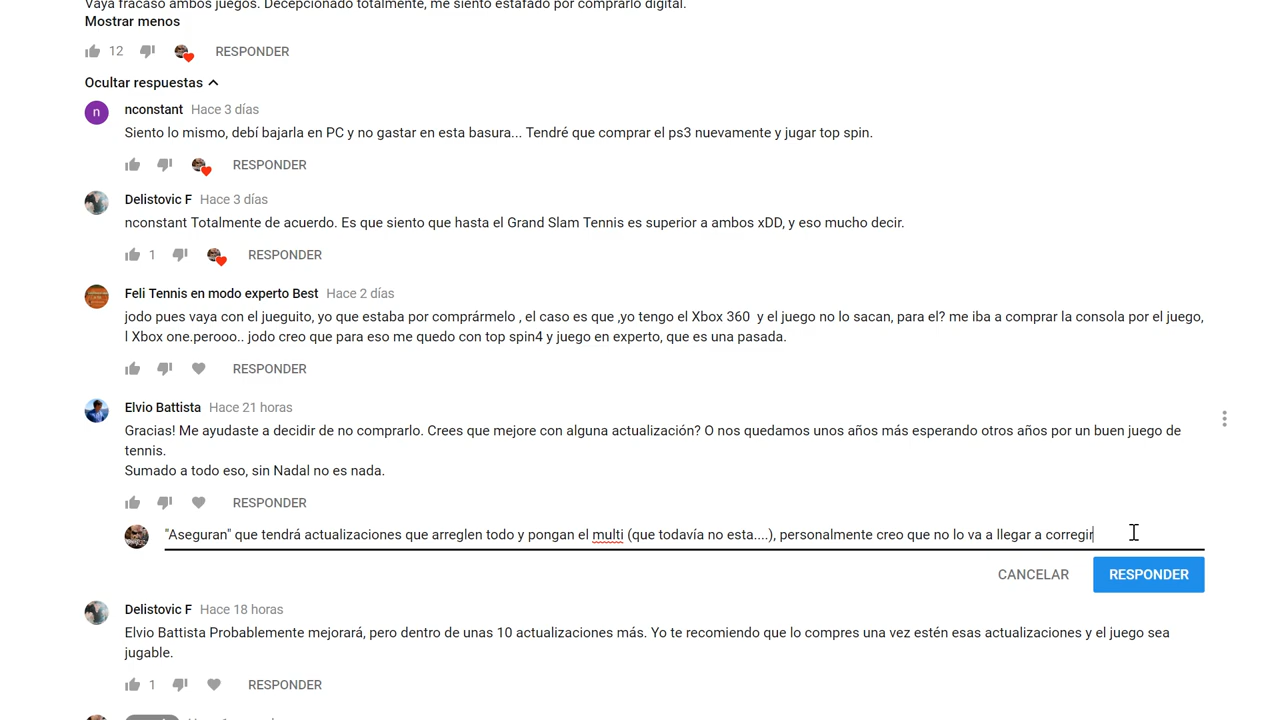 Vaya fracaso ambos juegos. Decepcionado totalmente, me siento estafado por comprarlo digital.
Mostrar menos
12 RESPONDER
Ocultar respuestas
n nconstant Hace 3 días
Siento lo mismo, debí bajarla en PC y no gastar en esta basura... Tendré que comprar el ps3 nuevamente y jugar top spin.
RESPONDER
Delistovic F Hace 3 días
nconstant Totalmente de acuerdo. Es que siento que hasta el Grand Slam Tennis es superior a ambos xDD, y eso mucho decir.
1 RESPONDER
Feli Tennis en modo experto Best Hace 2 días
jodo pues vaya con el jueguito, yo que estaba por comprármelo , el caso es que ,yo tengo el Xbox 360 y el juego no lo sacan, para el? me iba a comprar la consola por el juego,
l Xbox one.perooo.. jodo creo que para eso me quedo con top spin4 y juego en experto, que es una pasada.
RESPONDER
Elvio Battista Hace 21 horas
Gracias! Me ayudaste a decidir de no comprarlo. Crees que mejore con alguna actualización? O nos quedamos unos años más esperando otros años por un buen juego de
tennis.
Sumado a todo eso, sin Nadal no es nada.
RESPONDER
"Aseguran" que tendrá actualizaciones que arreglen todo y pongan el multi (que todavía no esta....), personalmente creo que no lo va a llegar a corregir
CANCELAR RESPONDER
Delistovic F Hace 18 horas
Elvio Battista Probablemente mejorará, pero dentro de unas 10 actualizaciones más. Yo te recomiendo que lo compres una vez estén esas actualizaciones y el juego sea
jugable.
1 RESPONDER